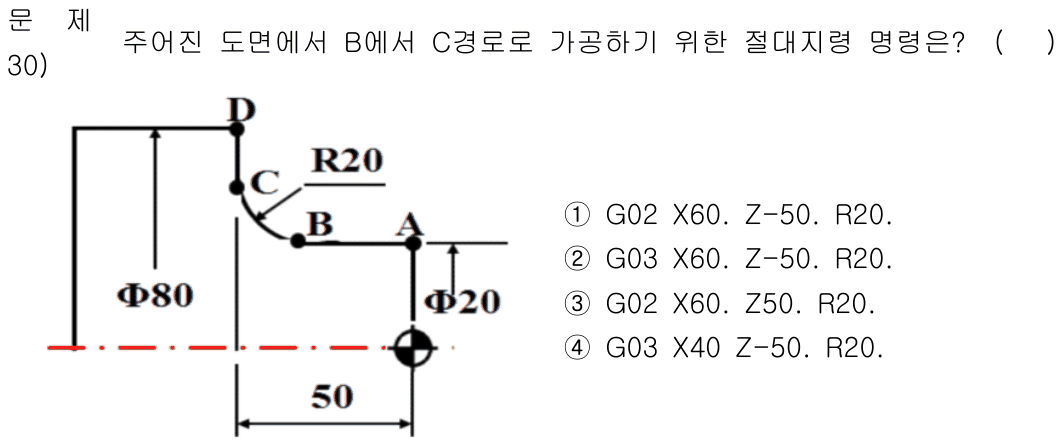 문 제
30)
주어진 도면에서 B에서 C경로로 가공하기 위한 절대지령 명령은? ( )
D
R20
C
B
A
Φ80
Φ20
50
① G02 X60. Z-50. R20.
② G03 X60. Z-50. R20.
③ G02 X60. Z50. R20.
④ G03 X40 Z-50. R20.